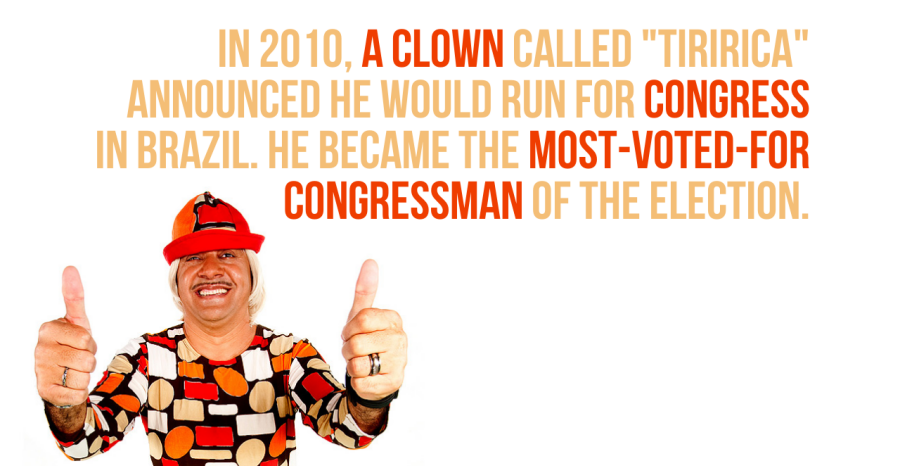 IN 2010, A CLOWN CALLED "TIRIRICA"
ANNOUNCED HE WOULD RUN FOR CONGRESS
IN BRAZIL. HE BECAME THE MOST-VOTED-FOR
CONGRESSMAN OF THE ELECTION.